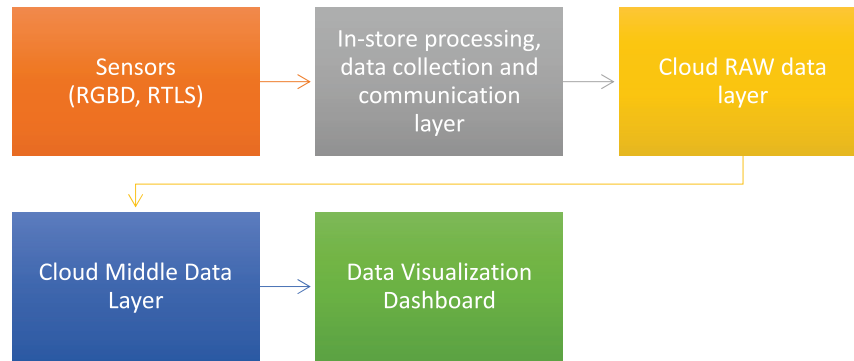 Sensors
(RGBD, RTLS)
In-store processing,
data collection and
communication
layer
Cloud RAW data
layer
Cloud Middle Data
Layer
Data Visualization
Dashboard